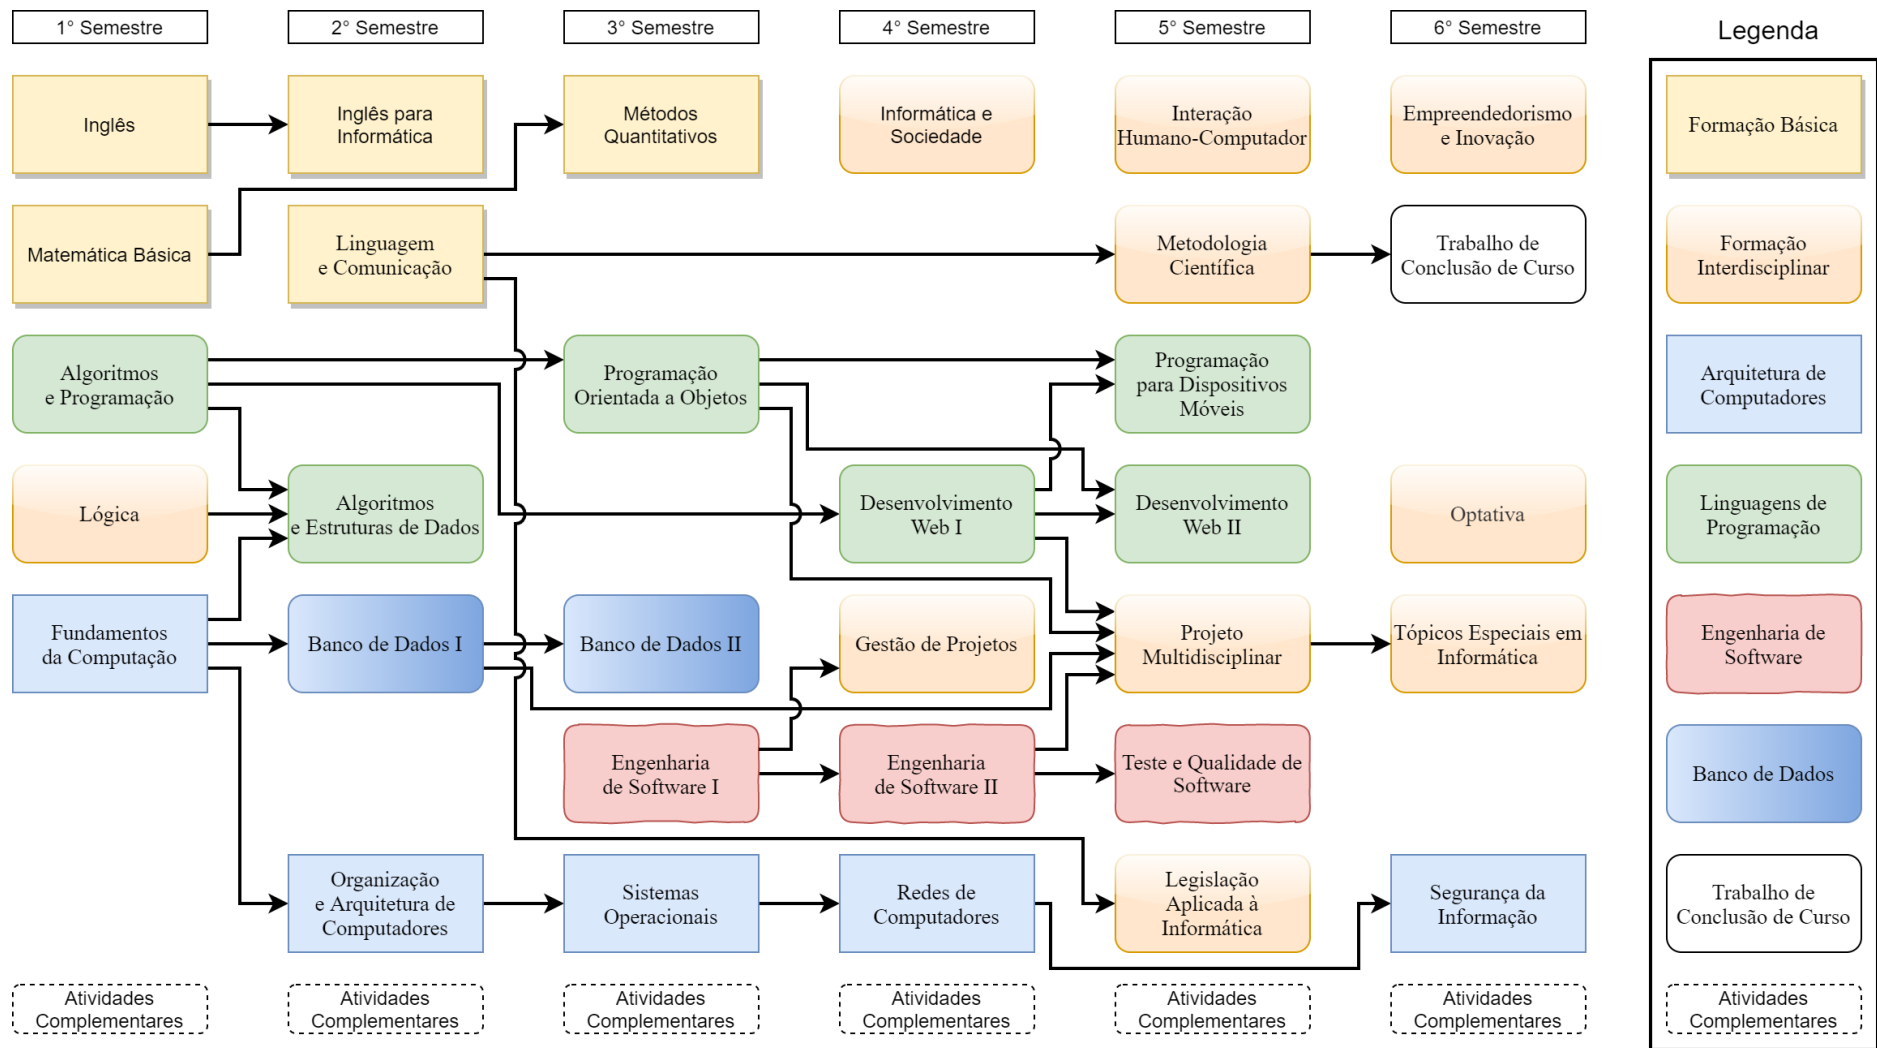 1° Semestre
2° Semestre
3° Semestre
4° Semestre
5° Semestre
6° Semestre
Legenda
Inglês
Inglês para
Informática
Métodos
Quantitativos
Informática e
Sociedade
Interação
Humano-Computador
Empreendedorismo
e Inovação
Formação Básica
Matemática Básica
Linguagem
e Comunicação
Metodologia
Científica
Trabalho de
Conclusão de Curso
Formação
Interdisciplinar
Algoritmos
e Programação
Programação
Orientada a Objetos
Programação
para Dispositivos
Móveis
Arquitetura de
Computadores
Lógica
Algoritmos
e Estruturas de Dados
Desenvolvimento
Web I
Desenvolvimento
Web II
Optativa
Linguagens de
Programação
Fundamentos
da Computação
Banco de Dados I
Banco de Dados II
Gestão de Projetos
Projeto
Multidisciplinar
Tópicos Especiais em
Informática
Engenharia de
Software
Engenharia
de Software I
Engenharia
de Software II
Teste e Qualidade de
Software
Banco de Dados
Organização
e Arquitetura de
Computadores
Sistemas
Operacionais
Redes de
Computadores
Legislação
Aplicada à
Informática
Segurança da
Informação
Trabalho de
Conclusão de Curso
Atividades
Complementares
Atividades
Complementares
Atividades
Complementares
Atividades
Complementares
Atividades
Complementares
Atividades
Complementares
Atividades
Complementares